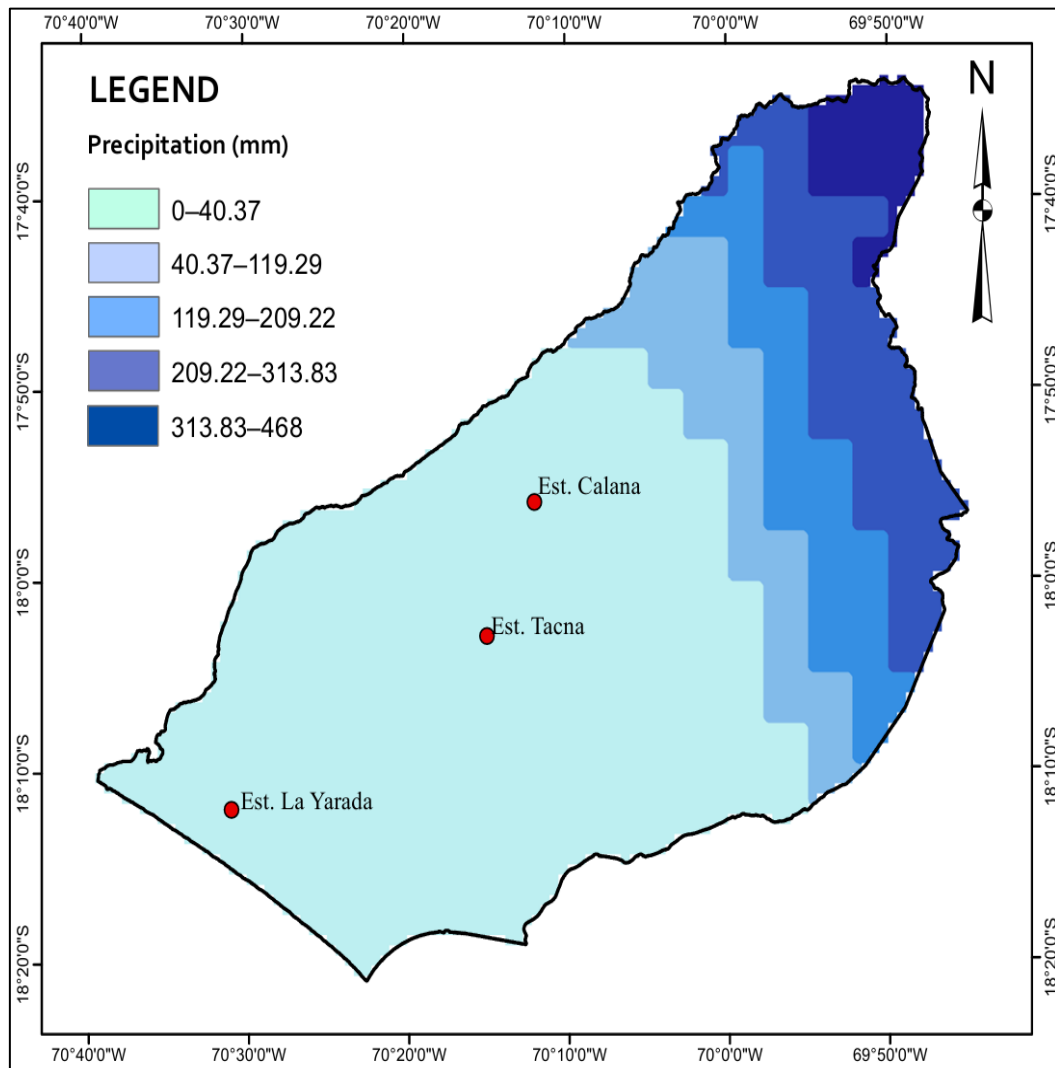 70°40'0"W 70°30'0"W 70°20'0"W 70°10'0"W 70°0'0"W 69°50'0"W
LEGEND
Precipitation (mm)
0–40.37
40.37–119.29
119.29–209.22
209.22–313.83
313.83–468
N
17°40'0"S
17°50'0"S
18°0'0"S
18°10'0"S
18°20'0"S
Est. Calana
Est. Tacna
Est. La Yarada
17°40'0"S
17°50'0"S
18°0'0"S
18°10'0"S
18°20'0"S
70°40'0"W 70°30'0"W 70°20'0"W 70°10'0"W 70°0'0"W 69°50'0"W